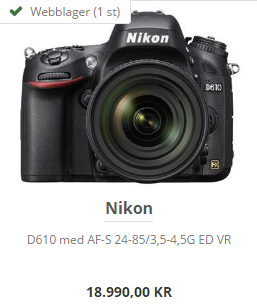 Webblager (1 st)
Nikon
D610
FX
Nikon
D610 med AF-S 24-85/3,5-4,5G ED VR
18.990,00 KR